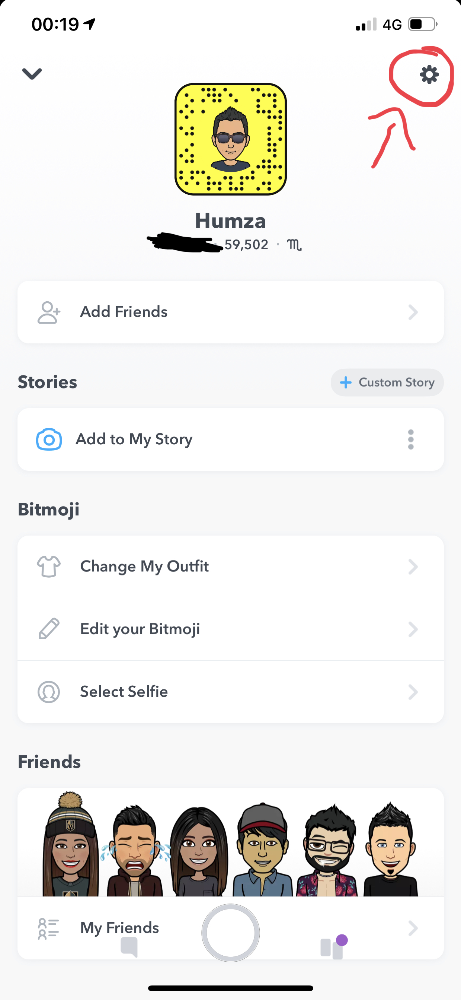 00:19 4G
Humza
59,502 · ♏
Add Friends
Stories
Custom Story
Add to My Story
Bitmoji
Change My Outfit
Edit your Bitmoji
Select Selfie
Friends
My Friends